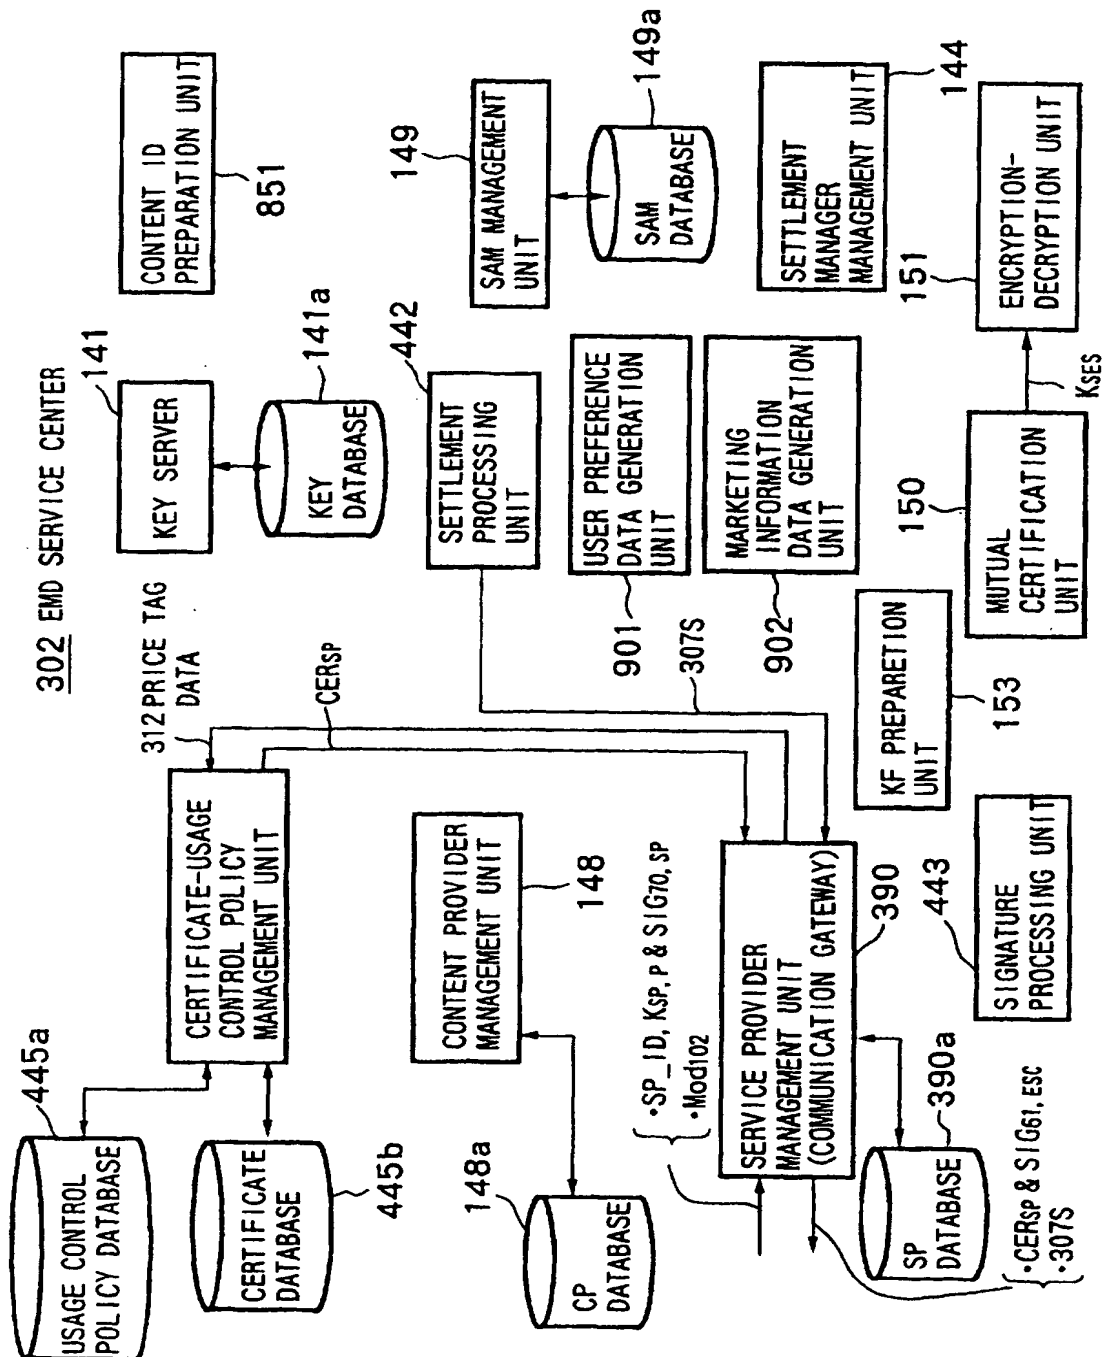 302 EMD SERVICE CENTER
445a
USAGE CONTROL
POLICY DATABASE
CERTIFICATE
DATABASE
445b
CERTIFICATE-USAGE
CONTROL POLICY
MANAGEMENT UNIT
312 PRICE TAG
DATA
CERSP
141
KEY SERVER
141a
KEY
DATABASE
CONTENT ID
PREPARATION UNIT
851
148a
CP
DATABASE
CONTENT PROVIDER
MANAGEMENT UNIT
148
442
SETTLEMENT
PROCESSING
UNIT
149
SAM MANAGEMENT
UNIT
149a
SAM
DATABASE
901
USER PREFERENCE
DATA GENERATION
UNIT
307S
902
MARKETING
INFORMATION
DATA GENERATION
UNIT
SETTLEMENT
MANAGER
MANAGEMENT UNIT
144
•SP_ID, KSP, P & SIG70, SP
•Mod102
SERVICE PROVIDER
MANAGEMENT UNIT
(COMMUNICATION GATEWAY)
390
SP
DATABASE
390a
•CERSP & SIG61, ESC
•307S
443
SIGNATURE
PROCESSING UNIT
KF PREPARETION
UNIT
153
150
MUTUAL
CERTIFICATION
UNIT
KSES
151
ENCRYPTION-
DECRYPTION UNIT